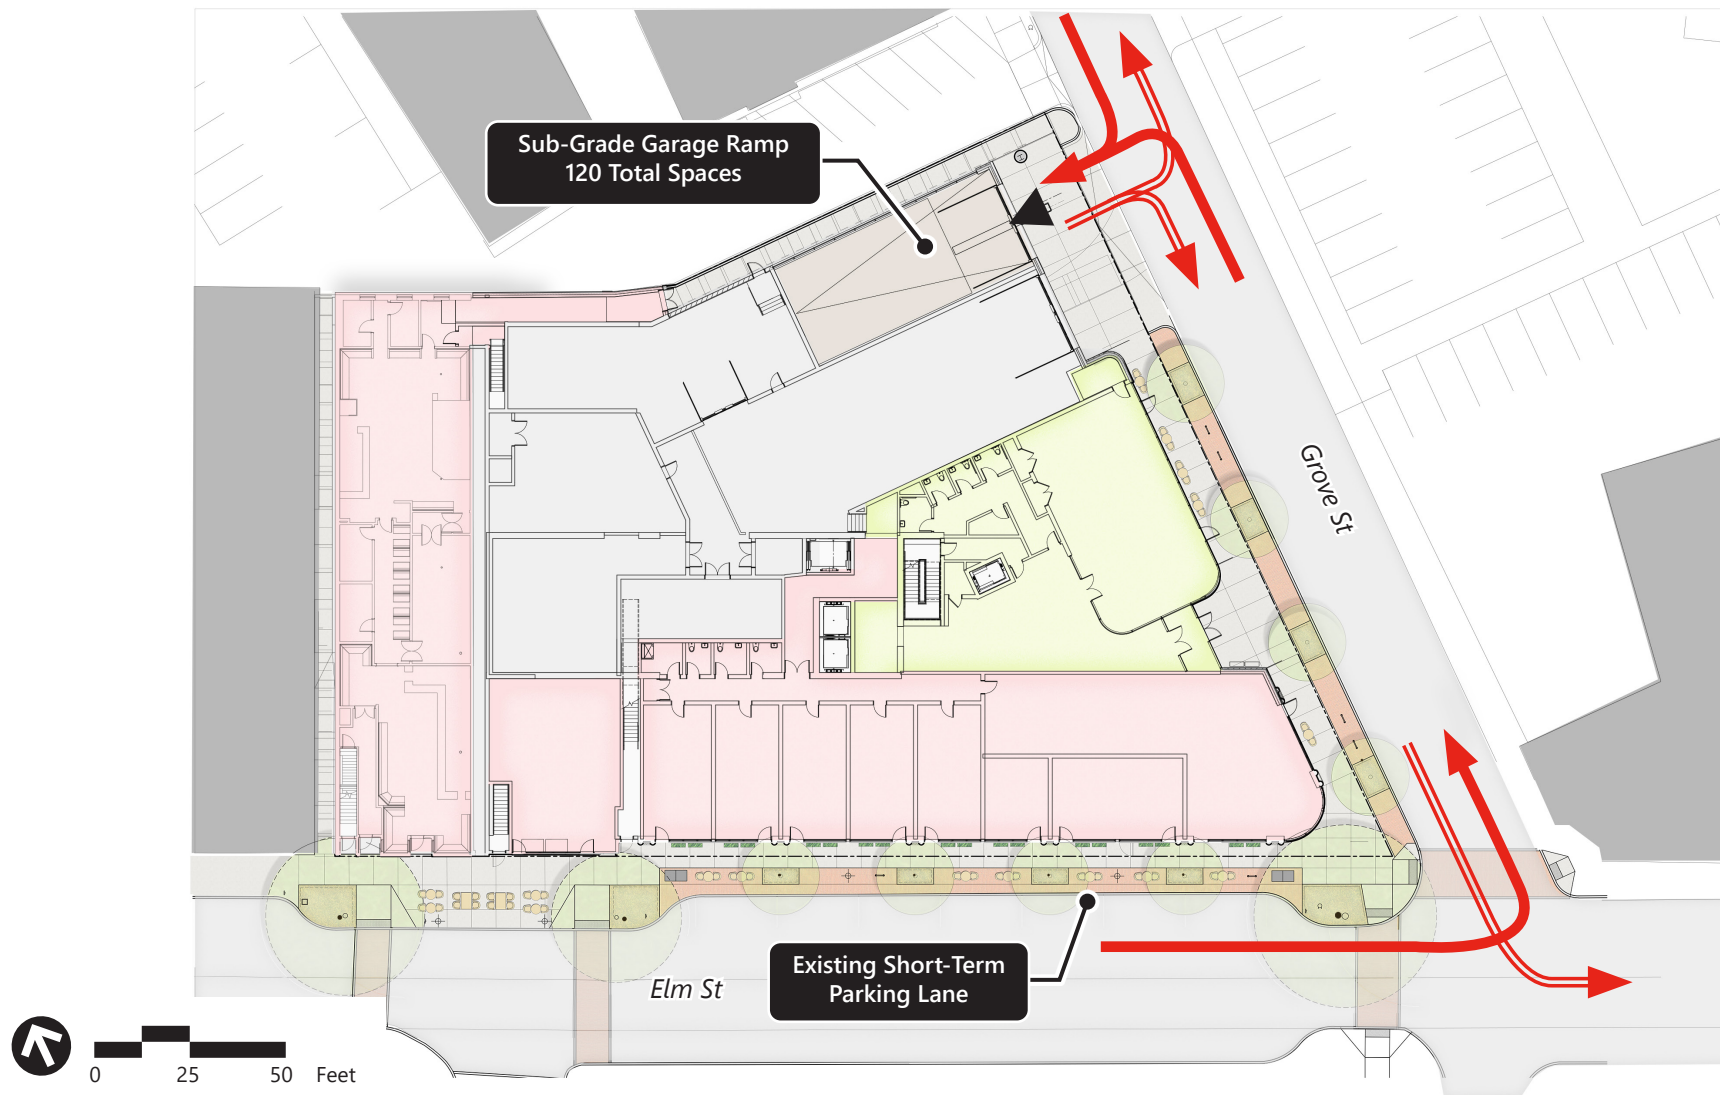 Sub-Grade Garage Ramp
120 Total Spaces
Grove St
Existing Short-Term
Parking Lane
Elm St
0 25 50 Feet